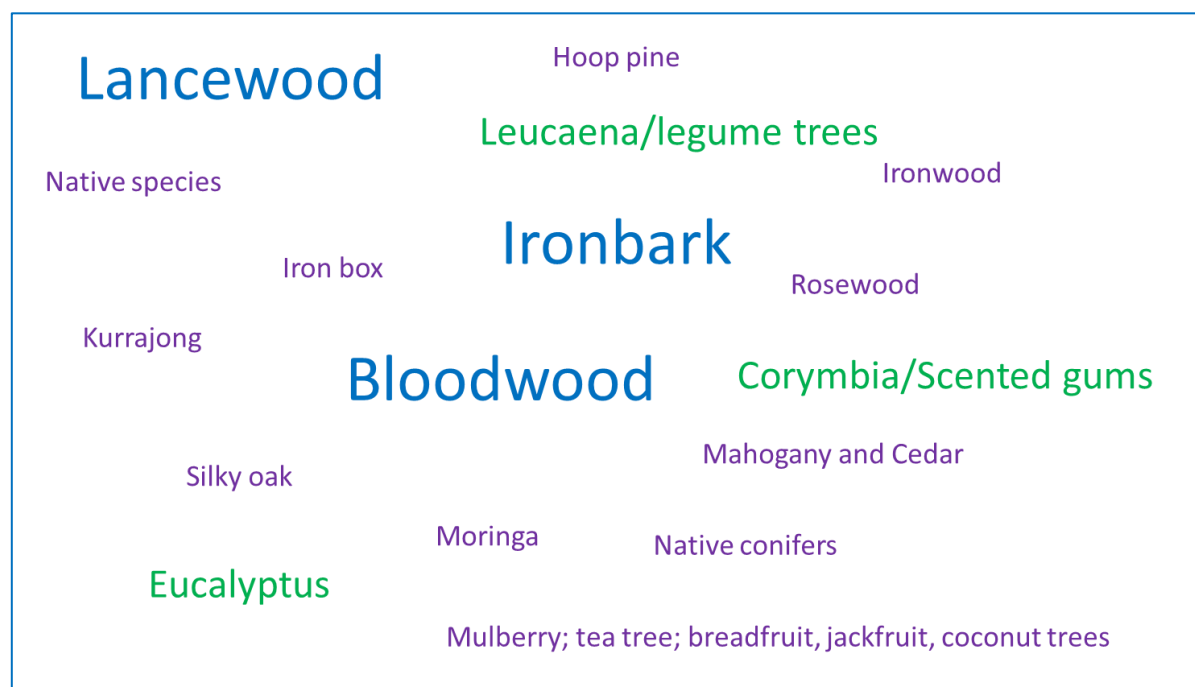 Hoop pine
Lancewood
Leucaena/legume trees
Ironwood
Native species
Ironbark
Iron box
Rosewood
Kurrajong
Bloodwood
Corymbia/Scented gums
Mahogany and Cedar
Silky oak
Moringa
Native conifers
Eucalyptus
Mulberry; tea tree; breadfruit, jackfruit, coconut trees